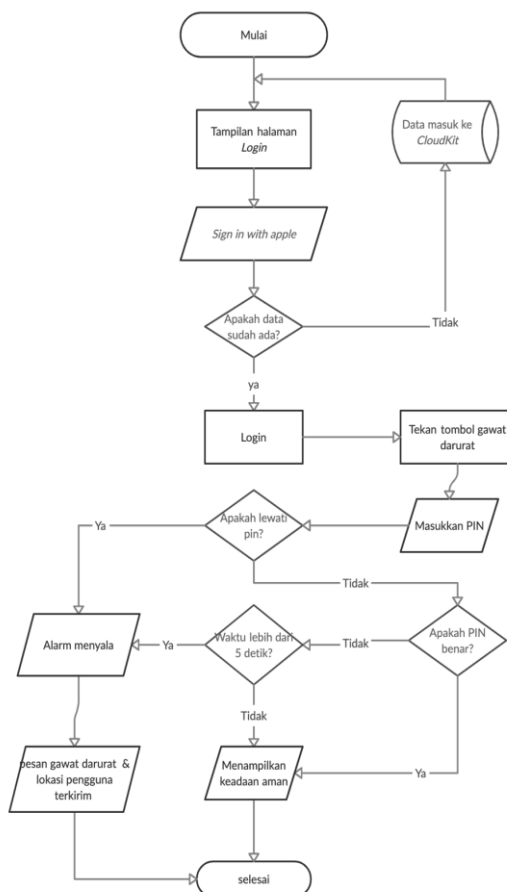 Mulai
Tampilan halaman
Login
Data masuk ke
CloudKit
Sign in with apple
Apakah data
sudah ada?
Tidak
ya
Login
Tekan tombol gawat
darurat
Masukkan PIN
Apakah lewati
pin?
Ya
Tidak
Apakah PIN
benar?
Tidak
Waktu lebih dari
5 detik?
Ya
Alarm menyala
Tidak
Ya
Menampilkan
keadaan aman
pesan gawat darurat &
lokasi pengguna
terkirim
selesai